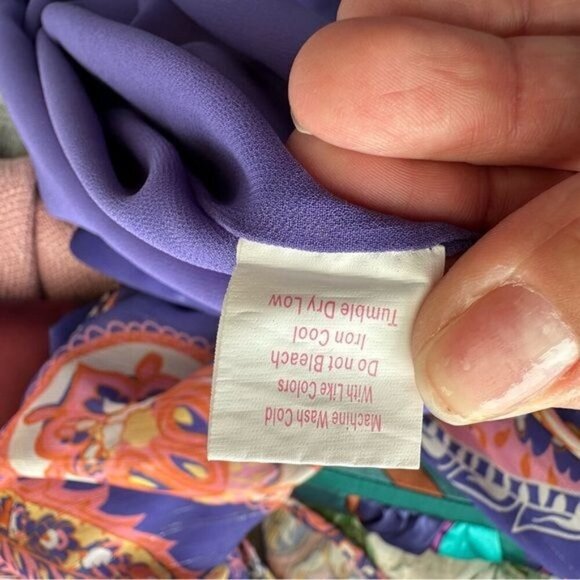 Machine Wash Cold
With Like Colors
Do not Bleach
Iron Cool
Tumble Dry Low